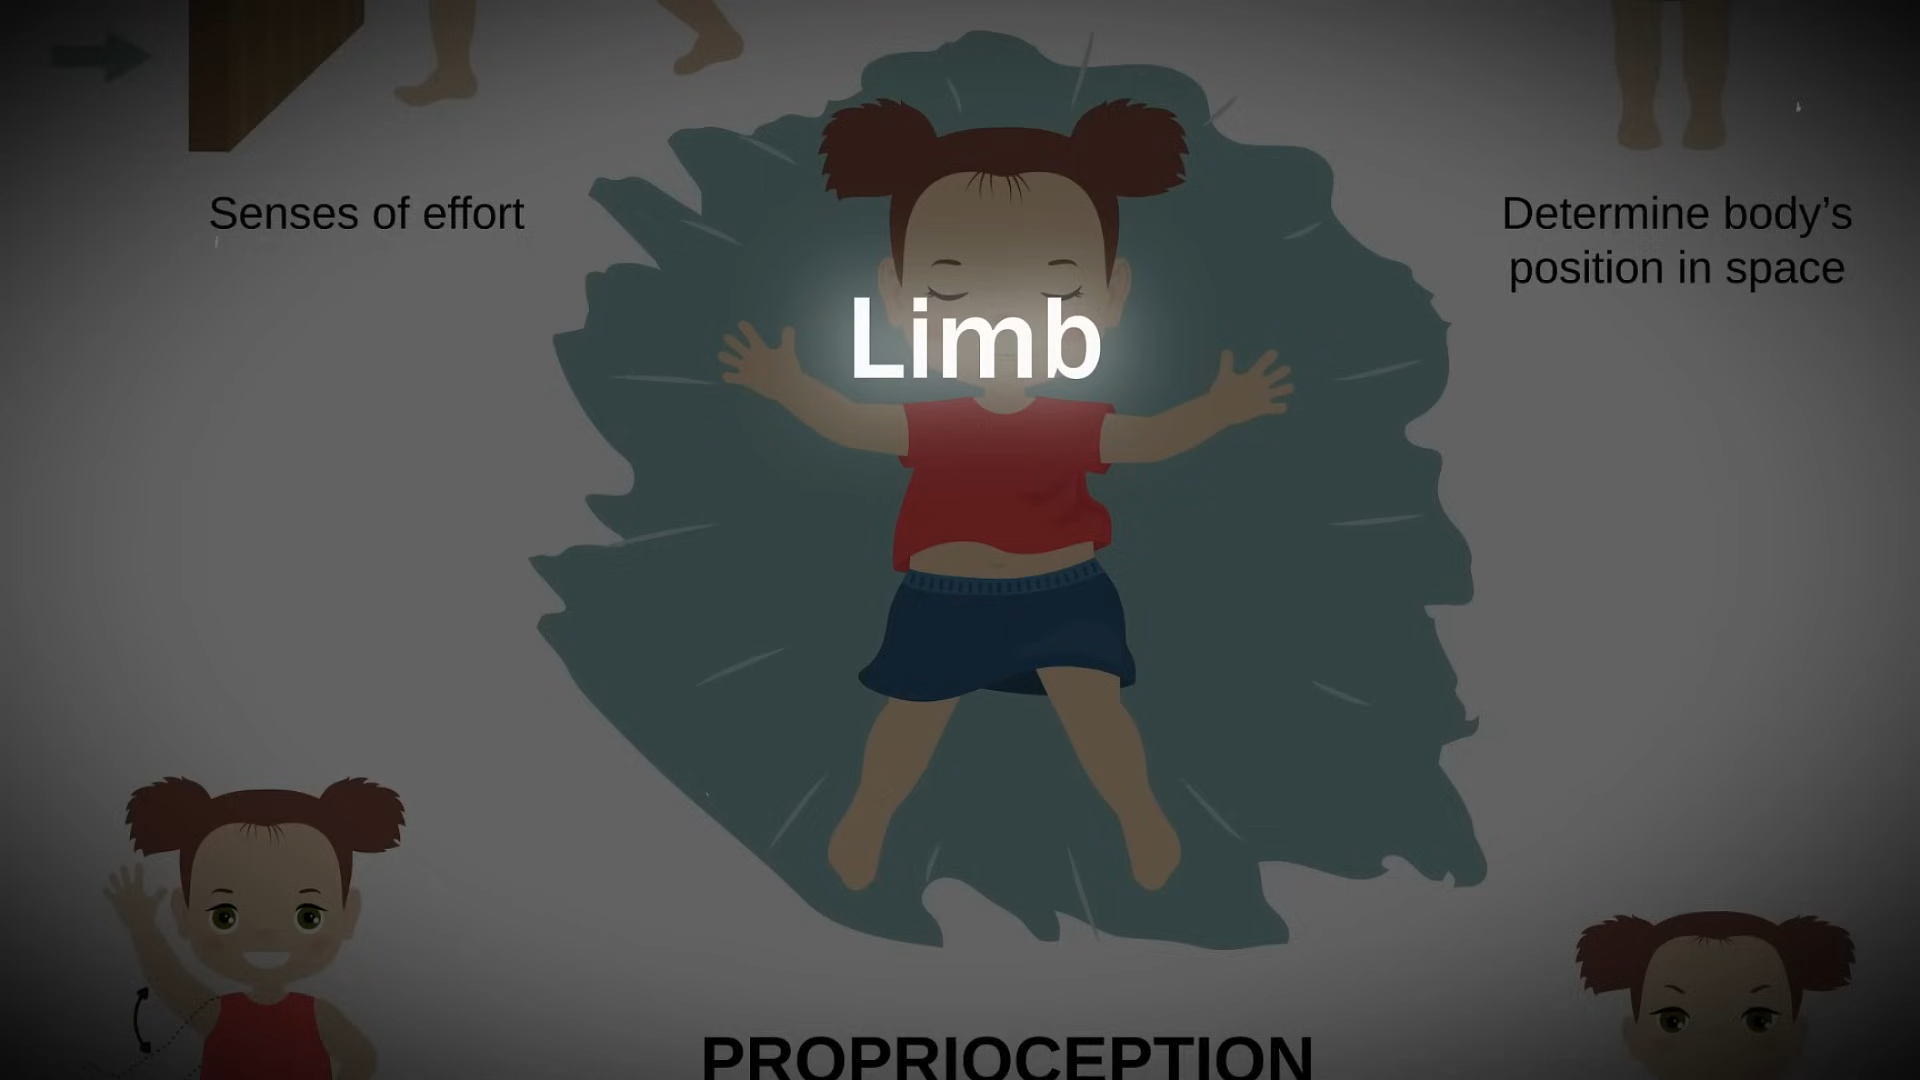 Senses of effort
Determine body’s
position in space
Limb
PROPRIOCEPTION